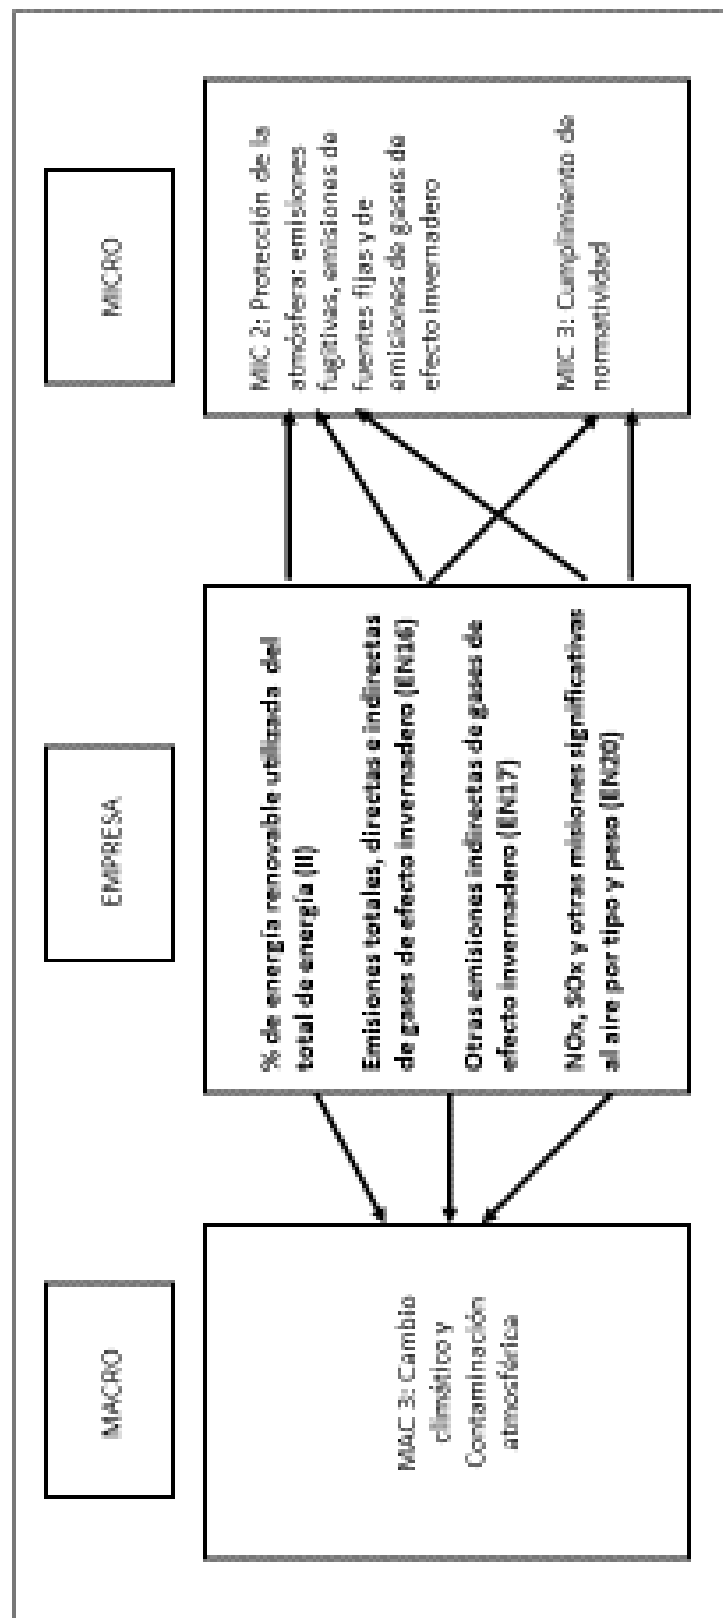 MACRO
EMPRESA
MICRO
MAC 3: Cambio
climático y
Contaminación
atmosférica
% de energía renovable utilizada del
total de energía (II)
Emisiones totales, directas e indirectas
de gases de efecto invernadero (EN16)
Otras emisiones indirectas de gases de
efecto invernadero (EN17)
NOx, SOx y otras misiones significativas
al aire por tipo y peso (EN20)
MIC 2: Protección de la
atmósfera: emisiones
fugitivas, emisiones de
fuentes fijas y de
emisiones de gases de
efecto invernadero
MIC 3: Cumplimiento de
normatividad